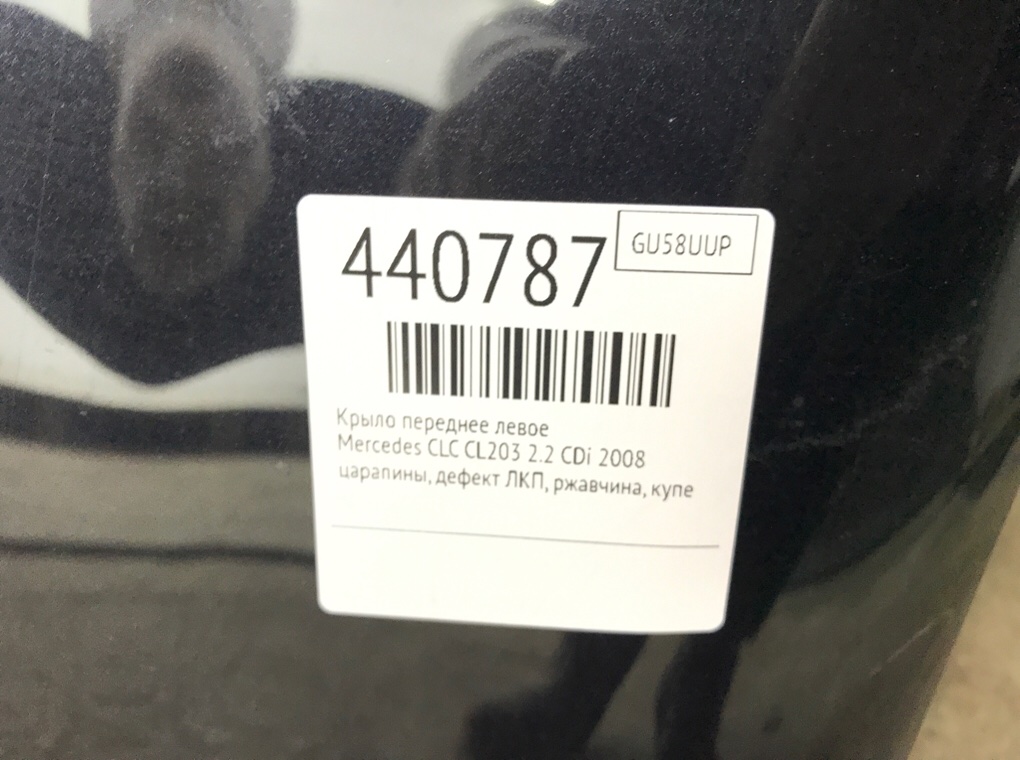 440787
GU58UUP
Крыло переднее левое
Mercedes CLC CL203 2.2 CDi 2008
царапины, дефект ЛКП, ржавчина, купе